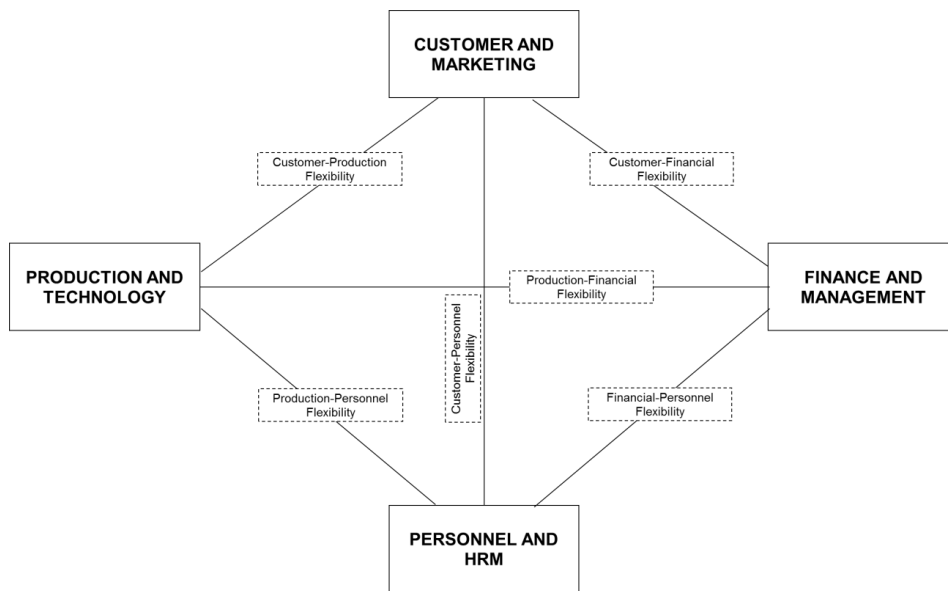 CUSTOMER AND
MARKETING
Customer-Production
Flexibility
Customer-Financial
Flexibility
PRODUCTION AND
TECHNOLOGY
Production-Financial
Flexibility
FINANCE AND
MANAGEMENT
Customer-Personnel
Flexibility
Production-Personnel
Flexibility
Financial-Personnel
Flexibility
PERSONNEL AND
HRM